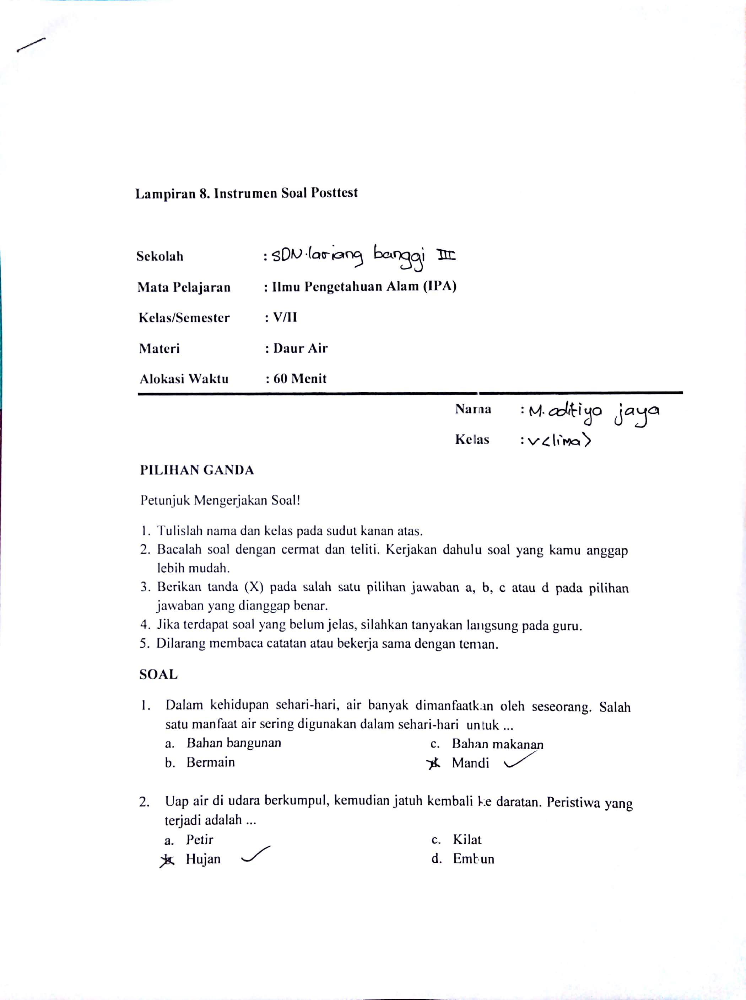 Lampiran 8. Instrumen Soal Posttest
Sekolah : SDN.lariang banggi III
Mata Pelajaran : Ilmu Pengetahuan Alam (IPA)
Kelas/Semester : V/II
Materi : Daur Air
Alokasi Waktu : 60 Menit
Nama : M. aditiya jaya
Kelas : V<lima>
PILIHAN GANDA
Petunjuk Mengerjakan Soal!
1. Tulislah nama dan kelas pada sudut kanan atas.
2. Bacalah soal dengan cermat dan teliti. Kerjakan dahulu soal yang kamu anggap
lebih mudah.
3. Berikan tanda (X) pada salah satu pilihan jawaban a, b, c atau d pada pilihan
jawaban yang dianggap benar.
4. Jika terdapat soal yang belum jelas, silahkan tanyakan langsung pada guru.
5. Dilarang membaca catatan atau bekerja sama dengan teman.
SOAL
1. Dalam kehidupan sehari-hari, air banyak dimanfaatkan oleh seseorang. Salah
satu manfaat air sering digunakan dalam sehari-hari untuk ...
a. Bahan bangunan c. Bahan makanan
b. Bermain d. Mandi
2. Uap air di udara berkumpul, kemudian jatuh kembali ke daratan. Peristiwa yang
terjadi adalah ...
a. Petir c. Kilat
b. Hujan d. Embun